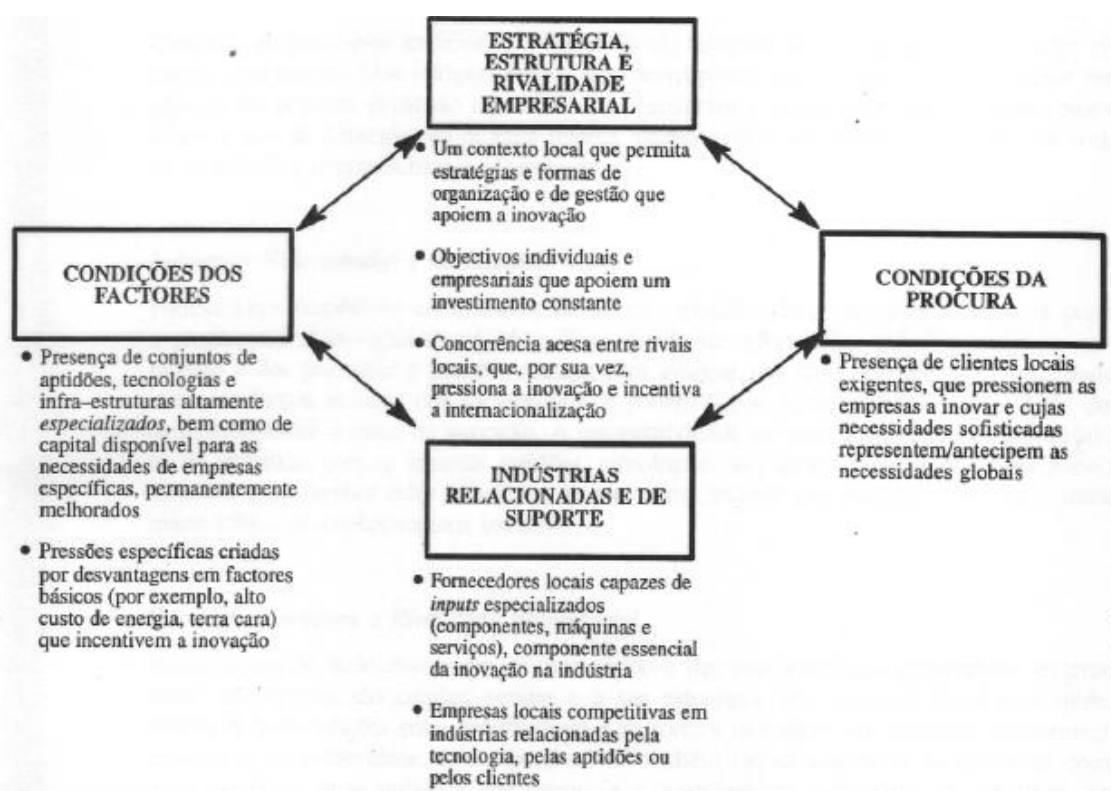 ESTRATÉGIA,
ESTRUTURA E
RIVALIDADE
EMPRESARIAL
• Um contexto local que permita
estratégias e formas de
organização e de gestão que
apoiem a inovação
• Objectivos individuais e
empresariais que apoiem um
investimento constante
• Concorrência acesa entre rivais
locais, que, por sua vez,
pressiona a inovação e incentiva
a internacionalização
CONDIÇÕES DOS
FACTORES
• Presença de conjuntos de
aptidões, tecnologias e
infra–estruturas altamente
especializados, bem como de
capital disponível para as
necessidades de empresas
específicas, permanentemente
melhorados
• Pressões específicas criadas
por desvantagens em factores
básicos (por exemplo, alto
custo de energia, terra cara)
que incentivem a inovação
CONDIÇÕES DA
PROCURA
• Presença de clientes locais
exigentes, que pressionem as
empresas a inovar e cujas
necessidades sofisticadas
representem/antecipem as
necessidades globais
INDÚSTRIAS
RELACIONADAS E DE
SUPORTE
• Fornecedores locais capazes de
inputs especializados
(componentes, máquinas e
serviços), componente essencial
da inovação na indústria
• Empresas locais competitivas em
indústrias relacionadas pela
tecnologia, pelas aptidões ou
pelos clientes